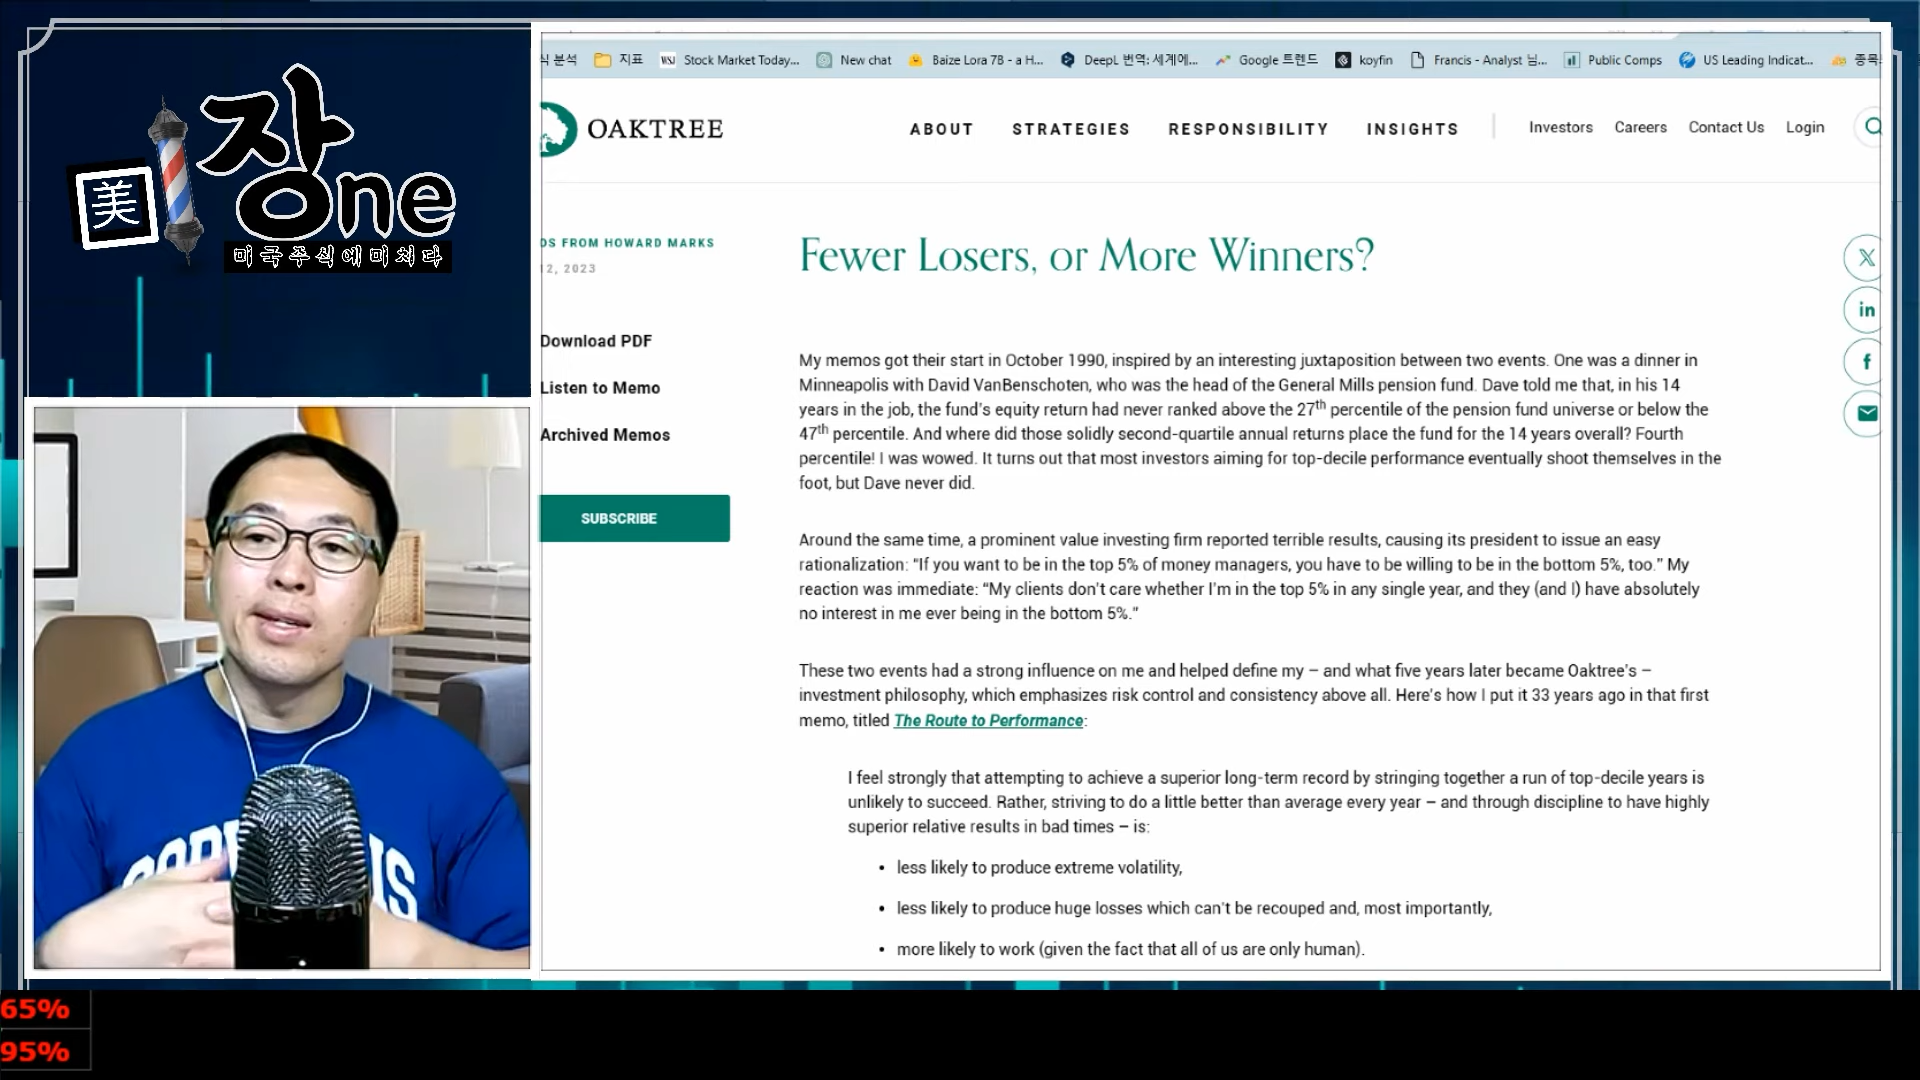 美 장one
미국주식에미치다
식 분석 지표 WSJ Stock Market Today... New chat Baize Lora 7B - a H... DeepL 번역: 세계에... Google 트렌드 koyfin Francis - Analyst 님... Public Comps US Leading Indicat... 종목
OAKTREE
ABOUT STRATEGIES RESPONSIBILITY INSIGHTS Investors Careers Contact Us Login
OS FROM HOWARD MARKS
12, 2023
Download PDF
Listen to Memo
Archived Memos
SUBSCRIBE
Fewer Losers, or More Winners?
My memos got their start in October 1990, inspired by an interesting juxtaposition between two events. One was a dinner in
Minneapolis with David VanBenschoten, who was the head of the General Mills pension fund. Dave told me that, in his 14
years in the job, the fund's equity return had never ranked above the 27th percentile of the pension fund universe or below the
47th percentile. And where did those solidly second-quartile annual returns place the fund for the 14 years overall? Fourth
percentile! I was wowed. It turns out that most investors aiming for top-decile performance eventually shoot themselves in the
foot, but Dave never did.
Around the same time, a prominent value investing firm reported terrible results, causing its president to issue an easy
rationalization: “If you want to be in the top 5% of money managers, you have to be willing to be in the bottom 5%, too.” My
reaction was immediate: “My clients don't care whether I'm in the top 5% in any single year, and they (and I) have absolutely
no interest in me ever being in the bottom 5%.”
These two events had a strong influence on me and helped define my – and what five years later became Oaktree's –
investment philosophy, which emphasizes risk control and consistency above all. Here's how I put it 33 years ago in that first
memo, titled The Route to Performance:
I feel strongly that attempting to achieve a superior long-term record by stringing together a run of top-decile years is
unlikely to succeed. Rather, striving to do a little better than average every year – and through discipline to have highly
superior relative results in bad times – is:
• less likely to produce extreme volatility,
• less likely to produce huge losses which can't be recouped and, most importantly,
• more likely to work (given the fact that all of us are only human).
X
in
f
65%
95%